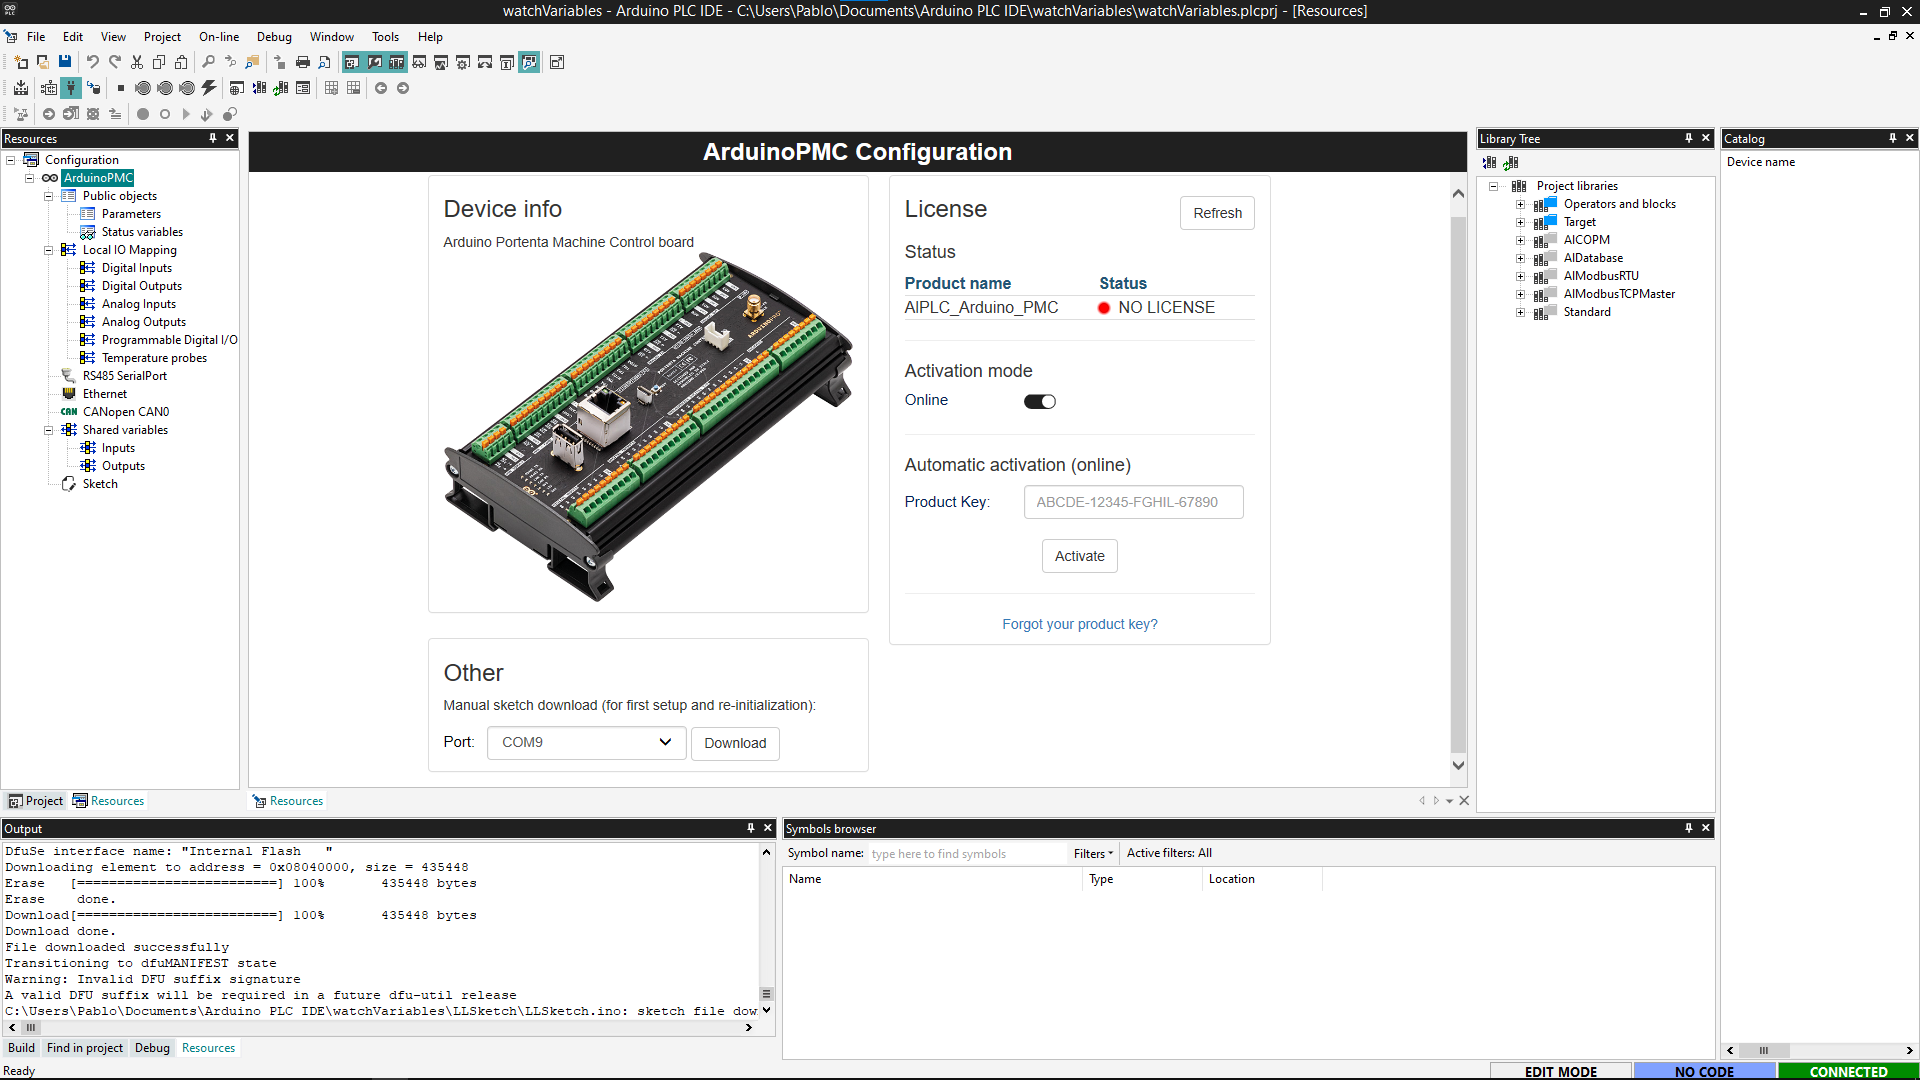 watchVariables - Arduino PLC IDE - C:\Users\Pablo\Documents\Arduino PLC IDE\watchVariables\watchVariables.plcprj - [Resources]
File Edit View Project On-line Debug Window Tools Help
Resources
Configuration
ArduinoPMC
Public objects
Parameters
Status variables
Local IO Mapping
Digital Inputs
Digital Outputs
Analog Inputs
Analog Outputs
Programmable Digital I/O
Temperature probes
RS485 SerialPort
Ethernet
CAN CANopen CAN0
Shared variables
Inputs
Outputs
Sketch
Project Resources
ArduinoPMC Configuration
Device info
Arduino Portenta Machine Control board
License
Refresh
Status
Product name Status
AIPLC_Arduino_PMC NO LICENSE
Activation mode
Online
Automatic activation (online)
Product Key: ABCDE-12345-FGHIL-67890
Activate
Forgot your product key?
Other
Manual sketch download (for first setup and re-initialization):
Port: COM9 Download
Resources
Library Tree
Project libraries
Operators and blocks
Target
AICOPM
AIDatabase
AIModbusRTU
AIModbusTCPMaster
Standard
Catalog
Device name
Output
DfuSe interface name: "Internal Flash   "
Downloading element to address = 0x08040000, size = 435448
Erase   [=========================] 100%       435448 bytes
Erase    done.
Download[=========================] 100%       435448 bytes
Download done.
File downloaded successfully
Transitioning to dfuMANIFEST state
Warning: Invalid DFU suffix signature
A valid DFU suffix will be required in a future dfu-util release
C:\Users\Pablo\Documents\Arduino PLC IDE\watchVariables\LLSketch\LLSketch.ino: sketch file dow
Build Find in project Debug Resources
Symbols browser
Symbol name: type here to find symbols Filters Active filters: All
Name Type Location
Ready
EDIT MODE NO CODE CONNECTED